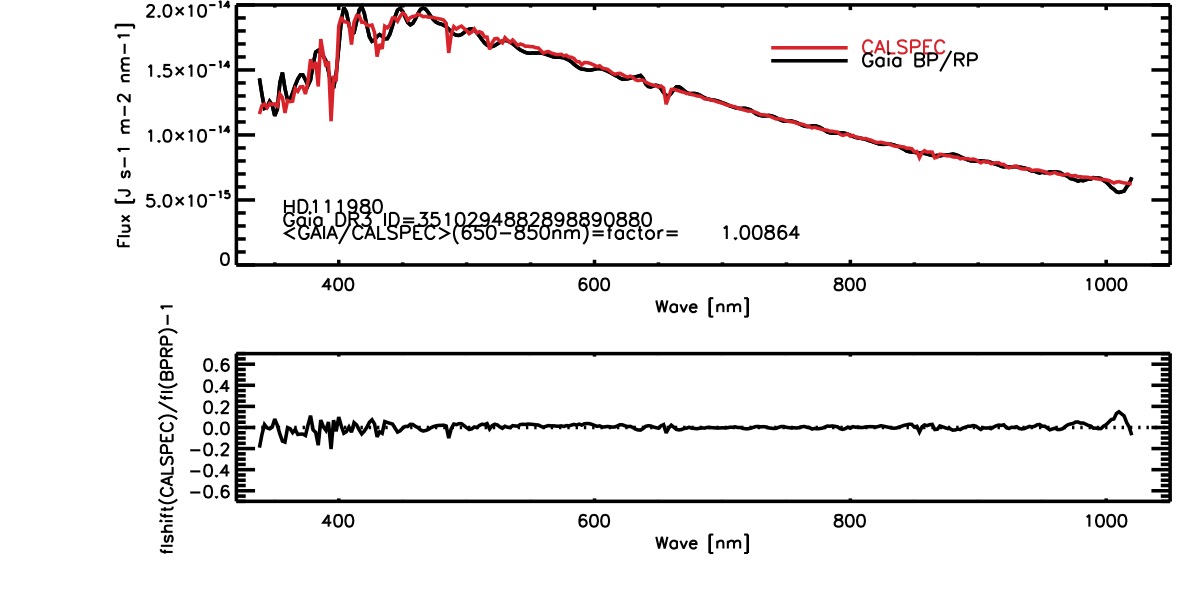 2.0×10−14
1.5×10−14
1.0×10−14
5.0×10−15
0
Flux [J s−1 m−2 nm−1]
CALSPEC
Gaia BP/RP
HD111980
Gaia DR3 ID=3510294882898890880
<GAIA/CALSPEC>(650−850nm)=factor= 1.00864
400 600 800 1000
Wave [nm]
flshift(CALSPEC)/fl(BPRP)−1
0.6
0.4
0.2
0.0
−0.2
−0.4
−0.6
400 600 800 1000
Wave [nm]